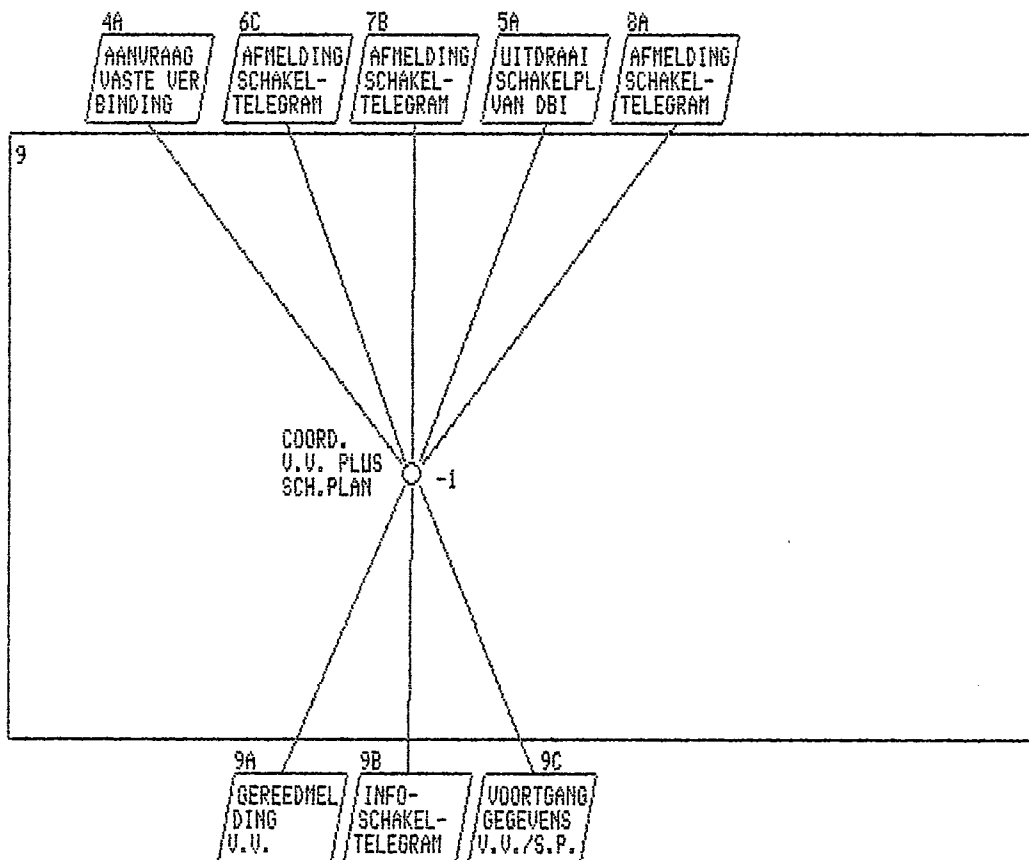 4A
AANVRAAG
VASTE VER
BINDING
6C
AFMELDING
SCHAKEL-
TELEGRAM
7B
AFMELDING
SCHAKEL-
TELEGRAM
5A
UITDRAAI
SCHAKELPL
VAN DBI
8A
AFMELDING
SCHAKEL-
TELEGRAM
9
COORD.
V.V. PLUS
SCH.PLAN
-1
9A
GEREEDMEL
DING
V.V.
9B
INFO-
SCHAKEL-
TELEGRAM
9C
VOORTGANG
GEGEVENS
V.V./S.P.